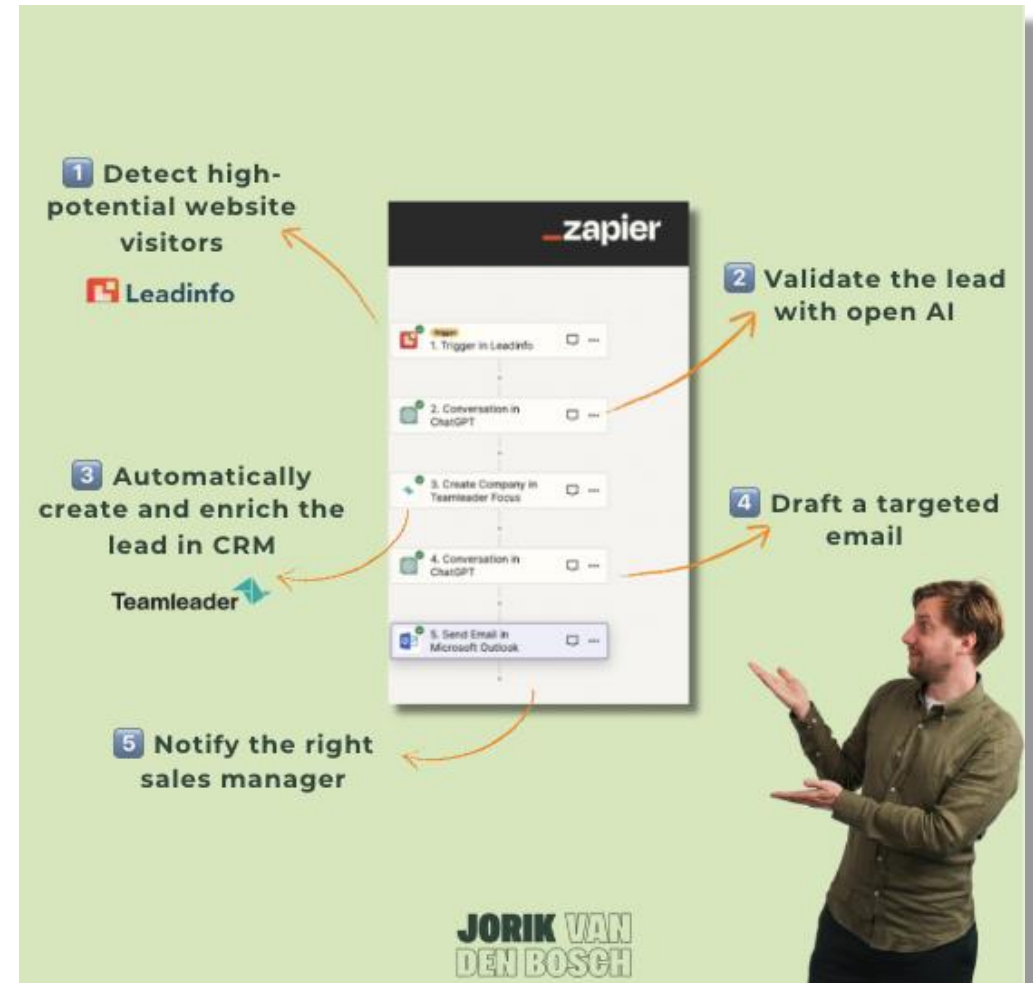 1 Detect high-
potential website
visitors
Leadinfo
_zapier
2 Validate the lead
with open AI
Trigger
1. Trigger in Leadinfo
2. Conversation in
ChatGPT
3 Automatically
create and enrich the
lead in CRM
Teamleader
3. Create Company in
Teamleader Focus
4 Draft a targeted
email
4. Conversation in
ChatGPT
5. Send Email in
Microsoft Outlook
5 Notify the right
sales manager
JORIK VAN
DEN BOSCH